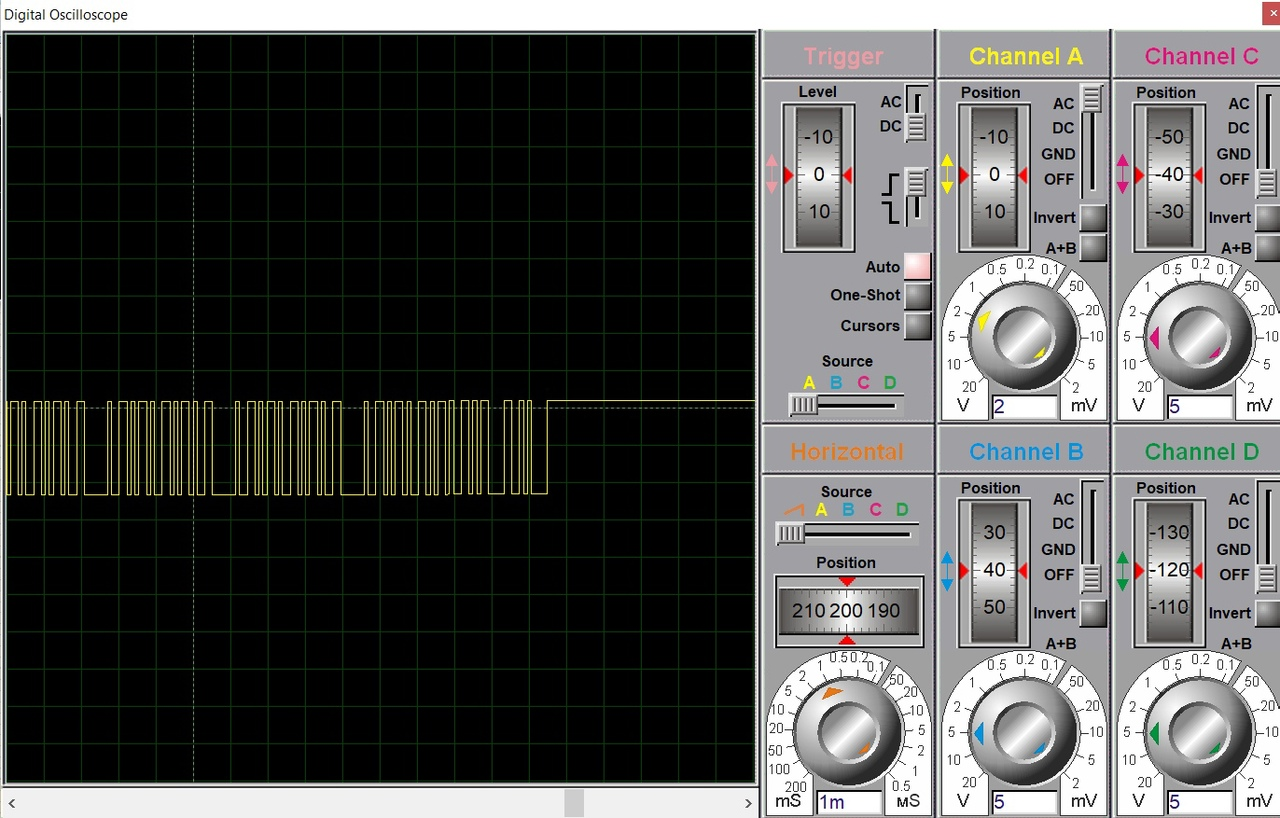 Digital Oscilloscope
Trigger
Level
-10
0
10
AC
DC
Auto
One-Shot
Cursors
Source
A B C D
Channel A
Position
-10
0
10
AC
DC
GND
OFF
Invert
A+B
20 10 5 2 1 0.5 0.2 0.1 50 20 10 5 2
V 2 mV
Channel C
Position
-50
-40
-30
AC
DC
GND
OFF
Invert
A+B
20 10 5 2 1 0.5 0.2 0.1 50 20 10 5 2
V 5 mV
Horizontal
Source
A B C D
Position
210 200 190
200 100 50 20 10 5 2 1 0.5 0.2 0.1 50 20 10 5 2 1 0.5
mS 1m мS
Channel B
Position
30
40
50
AC
DC
GND
OFF
Invert
A+B
20 10 5 2 1 0.5 0.2 0.1 50 20 10 5 2
V 5 mV
Channel D
Position
-130
-120
-110
AC
DC
GND
OFF
Invert
A+B
20 10 5 2 1 0.5 0.2 0.1 50 20 10 5 2
V 5 mV